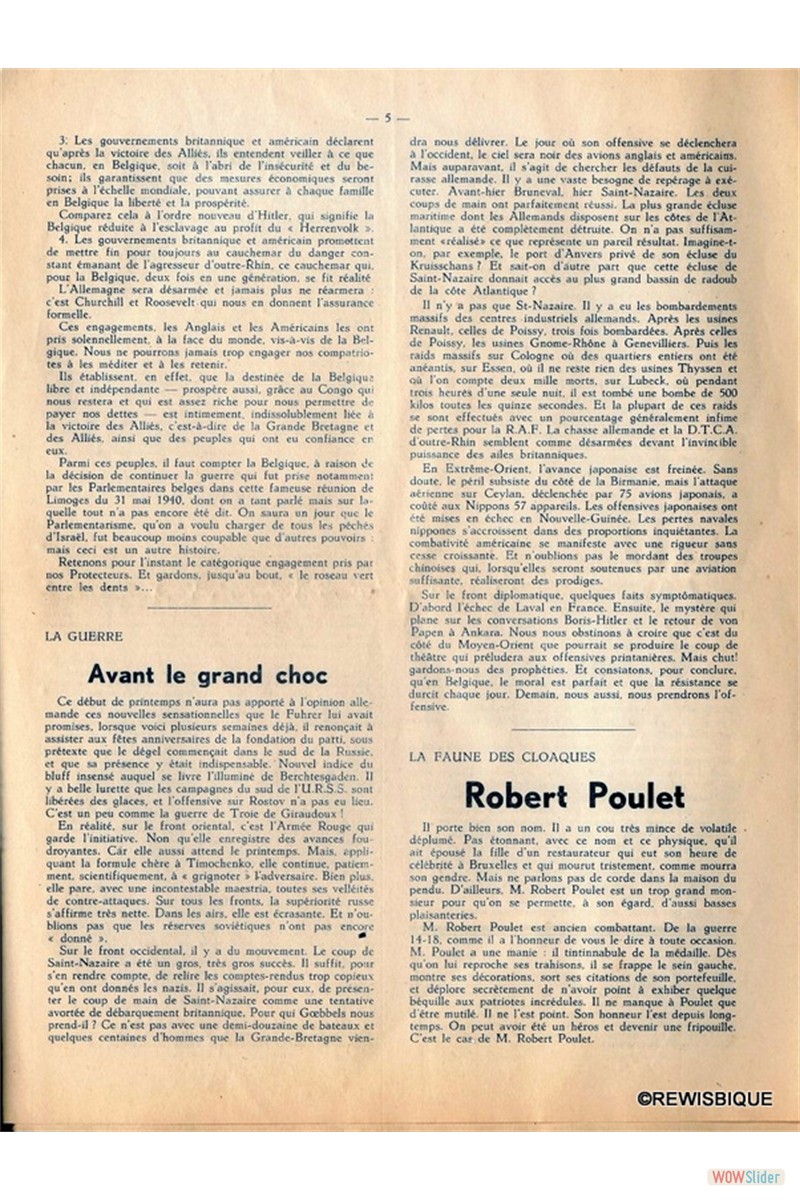 — 5 —
3. Les gouvernements britannique et américain déclarent
qu'après la victoire des Alliés, ils entendent veiller à ce que
chacun, en Belgique, soit à l'abri de l'insécurité et du be-
soin; ils garantissent que des mesures économiques seront
prises à l'échelle mondiale, pouvant assurer à chaque famille
en Belgique la liberté et la prospérité.
Comparez cela à l'ordre nouveau d'Hitler, qui signifie la
Belgique réduite à l'esclavage au profit du « Herrenvolk ».
4. Les gouvernements britannique et américain promettent
de mettre fin pour toujours au cauchemar du danger con-
stant émanant de l'agresseur d'outre-Rhin, ce cauchemar qui,
pour la Belgique, deux fois en une génération, se fit réalité
L'Allemagne sera désarmée et jamais plus ne réarmera :
c'est Churchill et Roosevelt qui nous en donnent l'assurance
formelle.
Ces engagements, les Anglais et les Américains les ont
pris solennellement, à la face du monde, vis-à-vis de la Bel-
gique. Nous ne pourrons jamais trop engager nos compatrio-
tes à les méditer et à les retenir.
Ils établissent, en effet, que la destinée de la Belgique
libre et indépendante — prospère aussi, grâce au Congo qui
nous restera et qui est assez riche pour nous permettre de
payer nos dettes — est intimement, indissolublement liée à
la victoire des Alliés, c'est-à-dire de la Grande Bretagne et
des Alliés, ainsi que des peuples qui ont eu confiance en
eux.
Parmi ces peuples, il faut compter la Belgique, à raison de
la décision de continuer la guerre qui fut prise notamment
par les Parlementaires belges dans cette fameuse réunion de
Limoges du 31 mai 1940, dont on a tant parlé mais sur la-
quelle tout n'a pas encore été dit. On saura un jour que le
Parlementarisme, qu'on a voulu charger de tous les péchés
d'Israël, fut beaucoup moins coupable que d'autres pouvoirs :
mais ceci est un autre histoire.
Retenons pour l'instant le catégorique engagement pris par
nos Protecteurs. Et gardons, jusqu'au bout, « le roseau vert
entre les dents »...
LA GUERRE
Avant le grand choc
Ce début de printemps n'aura pas apporté à l'opinion alle-
mande ces nouvelles sensationnelles que le Fuhrer lui avait
promises, lorsque voici plusieurs semaines déjà, il renonçait à
assister aux fêtes anniversaires de la fondation du parti, sous
prétexte que le dégel commençait dans le sud de la Russie,
et que sa présence y était indispensable. Nouvel indice du
bluff insensé auquel se livre l'illuminé de Berchtesgaden. Il
y a belle lurette que les campagnes du sud de l'U.R.S.S. sont
libérées des glaces, et l'offensive sur Rostov n'a pas eu lieu.
C'est un peu comme la guerre de Troie de Giraudoux !
En réalité, sur le front oriental, c'est l'Armée Rouge qui
garde l'initiative. Non qu'elle enregistre des avances fou-
droyantes. Car elle aussi attend le printemps. Mais, appli-
quant la formule chère à Timochenko, elle continue, patiem-
ment, scientifiquement, à « grignoter » l'adversaire. Bien plus,
elle pare, avec une incontestable maestria, toutes ses velléités
de contre-attaques. Sur tous les fronts, la supériorité russe
s'affirme très nette. Dans les airs, elle est écrasante. Et n'ou-
blions pas que les réserves soviétiques n'ont pas encore
« donné ».
Sur le front occidental, il y a du mouvement. Le coup de
Saint-Nazaire a été un gros, très gros succès. Il suffit, pour
s'en rendre compte, de relire les comptes-rendus trop copieux
qu'en ont donnés les nazis. Il s'agissait, pour eux, de présen-
ter le coup de main de Saint-Nazaire comme une tentative
avortée de débarquement britannique. Pour qui Gœbbels nous
prend-il ? Ce n'est pas avec une demi-douzaine de bateaux et
quelques centaines d'hommes que la Grande-Bretagne vien-
dra nous délivrer. Le jour où son offensive se déclenchera
à l'occident, le ciel sera noir des avions anglais et américains.
Mais auparavant, il s'agit de chercher les défauts de la cui-
rasse allemande. Il y a une vaste besogne de repérage à exé-
cuter. Avant-hier Bruneval, hier Saint-Nazaire. Les deux
coups de main ont parfaitement réussi. La plus grande écluse
maritime dont les Allemands disposent sur les côtes de l'At-
lantique a été complètement détruite. On n'a pas suffisam-
ment «réalisé» ce que représente un pareil résultat. Imagine-t-
on, par exemple, le port d'Anvers privé de son écluse du
Kruisschans ? Et sait-on d'autre part que cette écluse de
Saint-Nazaire donnait accès au plus grand bassin de radoub
de la côte Atlantique ?
Il n'y a pas que St-Nazaire. Il y a eu les bombardements
massifs des centres industriels allemands. Après les usines
Renault, celles de Poissy, trois fois bombardées. Après celles
de Poissy, les usines Gnome-Rhône à Genevilliers. Puis les
raids massifs sur Cologne où des quartiers entiers ont été
anéantis, sur Essen, où il ne reste rien des usines Thyssen et
où l'on compte deux mille morts, sur Lubeck, où pendant
trois heures d'une seule nuit, il est tombé une bombe de 500
kilos toutes les quinze secondes. Et la plupart de ces raids
se sont effectués avec un pourcentage généralement infime
de pertes pour la R.A.F. La chasse allemande et la D.T.C.A.
d'outre-Rhin semblent comme désarmées devant l'invincible
puissance des ailes britanniques.
En Extrême-Orient, l'avance japonaise est freinée. Sans
doute, le péril subsiste du côté de la Birmanie, mais l'attaque
aérienne sur Ceylan, déclenchée par 75 avions japonais, a
coûté aux Nippons 57 appareils. Les offensives japonaises ont
été mises en échec en Nouvelle-Guinée. Les pertes navales
nippones s'accroissent dans des proportions inquiétantes. La
combativité américaine se manifeste avec une rigueur sans
cesse croissante. Et n'oublions pas le mordant des troupes
chinoises qui, lorsqu'elles seront soutenues par une aviation
suffisante, réaliseront des prodiges.
Sur le front diplomatique, quelques faits symptômatiques.
D'abord l'échec de Laval en France. Ensuite, le mystère qui
plane sur les conversations Boris-Hitler et le retour de von
Papen à Ankara. Nous nous obstinons à croire que c'est du
côté du Moyen-Orient que pourrait se produire le coup de
théâtre qui préludera aux offensives printanières. Mais chut!
gardons-nous des prophéties. Et constatons, pour conclure,
qu'en Belgique, le moral est parfait et que la résistance se
durcit chaque jour. Demain, nous aussi, nous prendrons l'of-
fensive.
LA FAUNE DES CLOAQUES
Robert Poulet
Il porte bien son nom. Il a un cou très mince de volatile
déplumé. Pas étonnant, avec ce nom et ce physique, qu'il
ait épousé la fille d'un restaurateur qui eut son heure de
célébrité à Bruxelles et qui mourut tristement, comme mourra
son gendre. Mais ne parlons pas de corde dans la maison du
pendu. D'ailleurs, M. Robert Poulet est un trop grand mon-
sieur pour qu'on se permette, à son égard, d'aussi basses
plaisanteries.
M. Robert Poulet est ancien combattant. De la guerre
14-18, comme il a l'honneur de vous le dire à toute occasion.
M. Poulet a une manie : il tintinnabule de la médaille. Dès
qu'on lui reproche ses trahisons, il se frappe le sein gauche,
montre ses décorations, sort ses citations de son portefeuille,
et déplore secrètement de n'avoir point à exhiber quelque
béquille aux patriotes incrédules. Il ne manque à Poulet que
d'être mutilé. Il ne l'est point. Son honneur l'est depuis long-
temps. On peut avoir été un héros et devenir une fripouille.
C'est le car de M. Robert Poulet.
©REWISBIQUE
WOWSlider